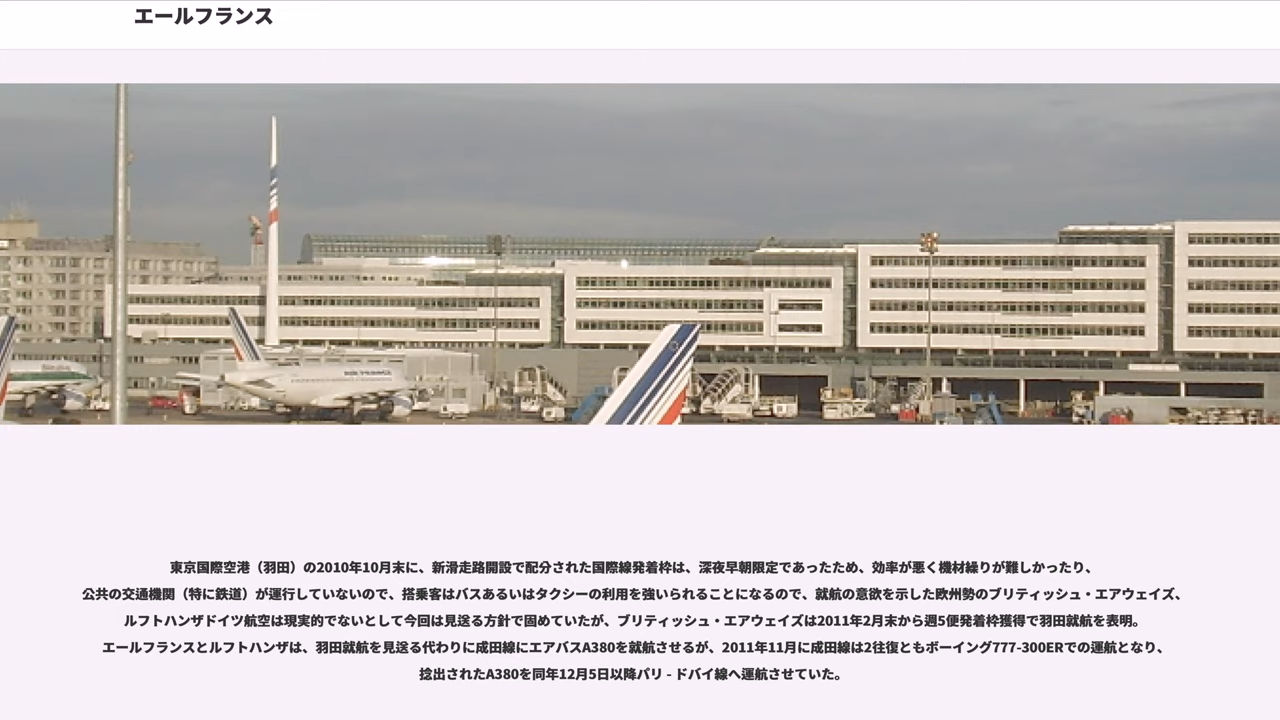 エールフランス
AIR FRANCE
東京国際空港（羽田）の2010年10月末に、新滑走路開設で配分された国際線発着枠は、深夜早朝限定であったため、効率が悪く機材繰りが難しかったり、
公共の交通機関（特に鉄道）が運行していないので、搭乗客はバスあるいはタクシーの利用を強いられることになるので、就航の意欲を示した欧州勢のブリティッシュ・エアウェイズ、
ルフトハンザドイツ航空は現実的でないとして今回は見送る方針で固めていたが、ブリティッシュ・エアウェイズは2011年2月末から週5便発着枠獲得で羽田就航を表明。
エールフランスとルフトハンザは、羽田就航を見送る代わりに成田線にエアバスA380を就航させるが、2011年11月に成田線は2往復ともボーイング777-300ERでの運航となり、
捻出されたA380を同年12月5日以降パリ - ドバイ線へ運航させていた。